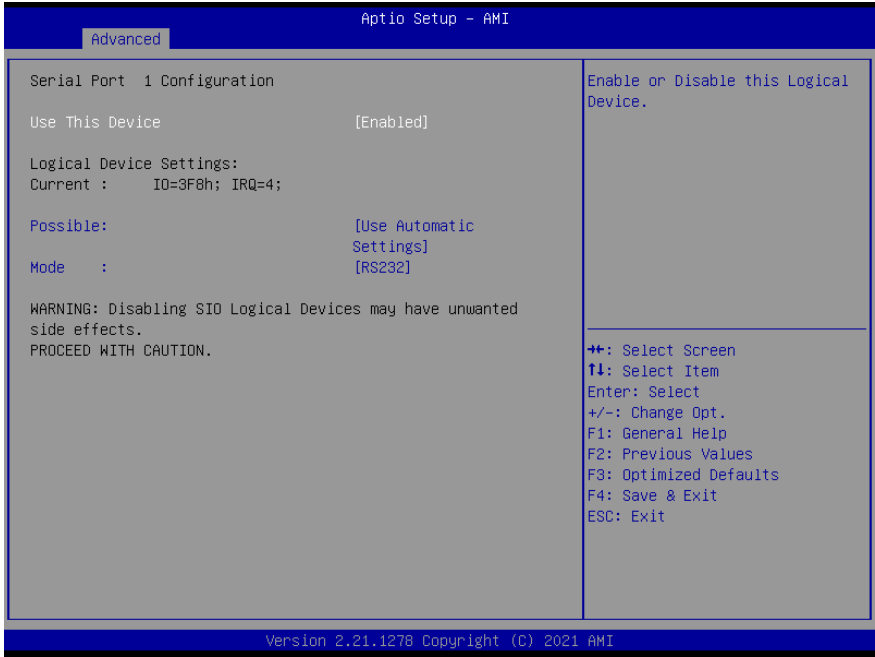 Aptio Setup – AMI
Advanced
Serial Port 1 Configuration
Use This Device [Enabled]
Logical Device Settings:
Current : IO=3F8h; IRQ=4;
Possible: [Use Automatic
Settings]
Mode : [RS232]
WARNING: Disabling SIO Logical Devices may have unwanted
side effects.
PROCEED WITH CAUTION.
Enable or Disable this Logical
Device.
→←: Select Screen
↑↓: Select Item
Enter: Select
+/-: Change Opt.
F1: General Help
F2: Previous Values
F3: Optimized Defaults
F4: Save & Exit
ESC: Exit
Version 2.21.1278 Copyright (C) 2021 AMI